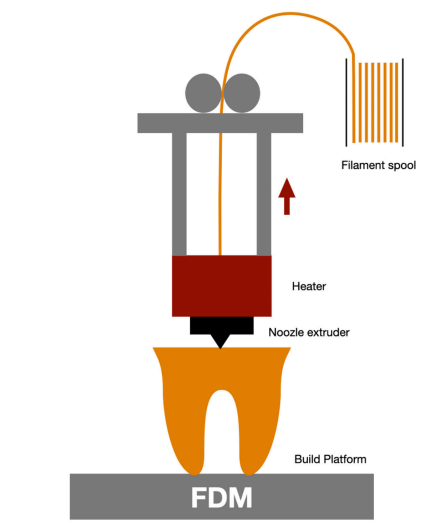 Filament spool
Heater
Noozle extruder
Build Platform
FDM